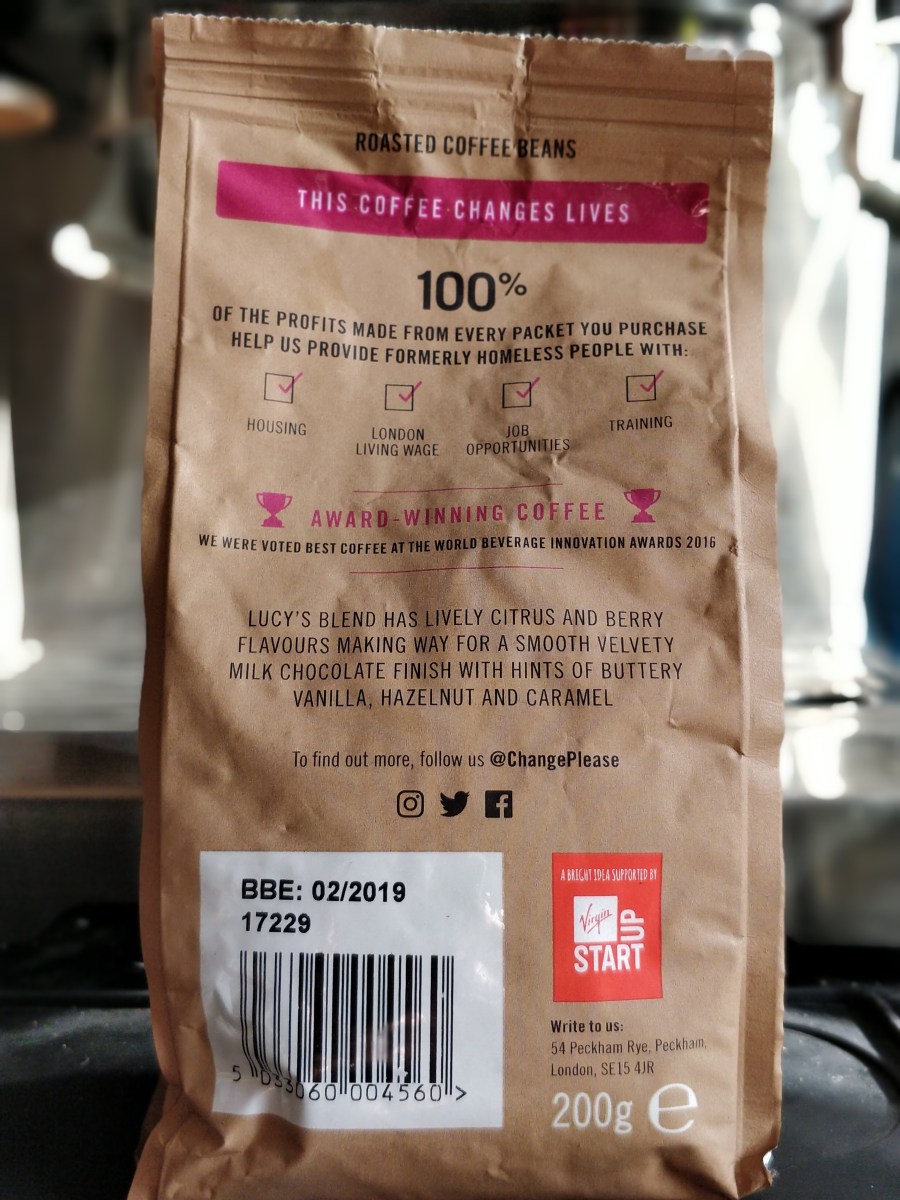 ROASTED COFFEE BEANS
THIS COFFEE CHANGES LIVES
100%
OF THE PROFITS MADE FROM EVERY PACKET YOU PURCHASE
HELP US PROVIDE FORMERLY HOMELESS PEOPLE WITH:
HOUSING
LONDON
LIVING WAGE
JOB
OPPORTUNITIES
TRAINING
AWARD-WINNING COFFEE
WE WERE VOTED BEST COFFEE AT THE WORLD BEVERAGE INNOVATION AWARDS 2016
LUCY'S BLEND HAS LIVELY CITRUS AND BERRY
FLAVOURS MAKING WAY FOR A SMOOTH VELVETY
MILK CHOCOLATE FINISH WITH HINTS OF BUTTERY
VANILLA, HAZELNUT AND CARAMEL
To find out more, follow us @ChangePlease
BBE: 02/2019
17229
5 033060 004560 >
A BRIGHT IDEA SUPPORTED BY
Virgin
START UP
Write to us:
54 Peckham Rye, Peckham,
London, SE15 4JR
200g e